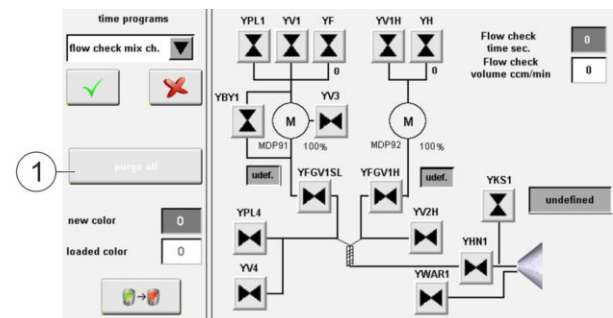 time programs
flow check mix ch.
1
purge all
new color 0
loaded color 0
YPL1 YV1 YF YV1H YH
0 0
Flow check
time sec. 0
Flow check
volume ccm/min 0
YBY1 YV3
M M
MDP91 100% MDP92 100%
udef. YFGV1SL YFGV1H udef.
YKS1
undefined
YPL4 YV2H
YHN1
YV4 YWAR1